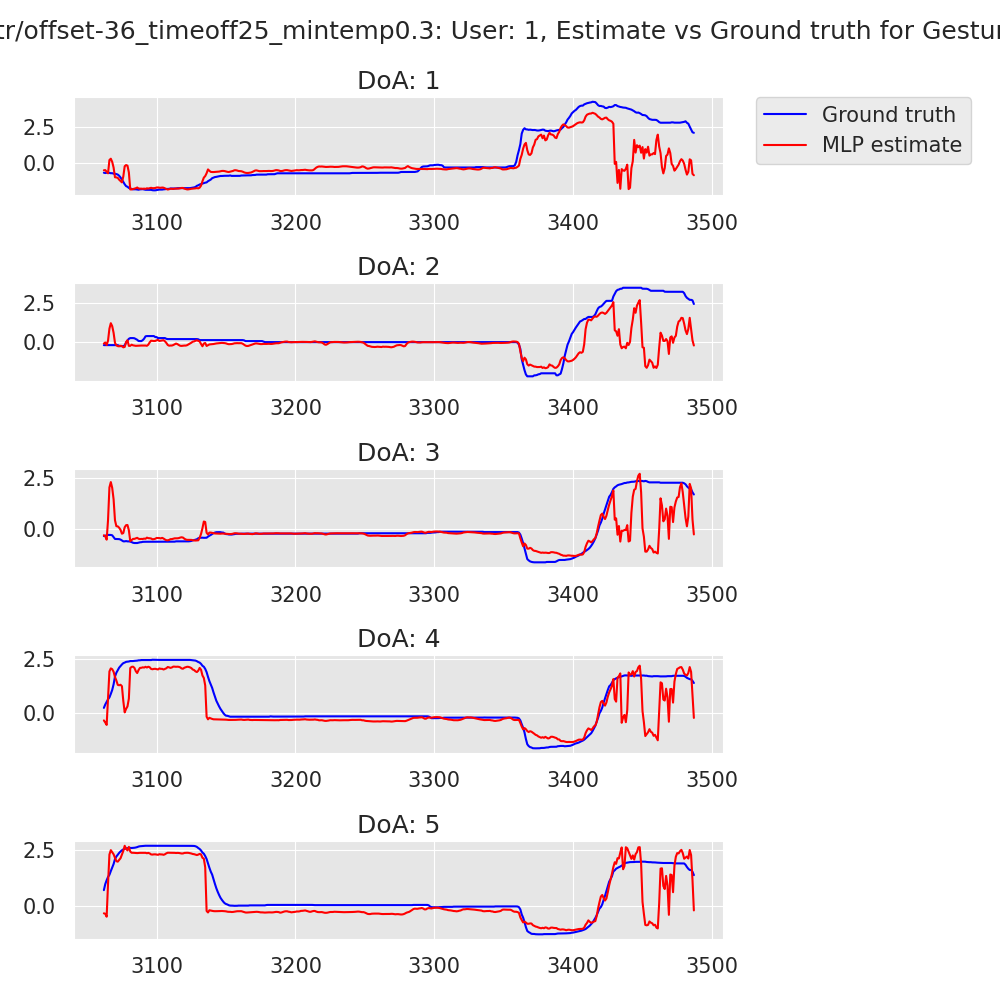 tr/offset-36_timeoff25_mintemp0.3: User: 1, Estimate vs Ground truth for Gestur
DoA: 1
Ground truth
MLP estimate
2.5
0.0
3100 3200 3300 3400 3500
DoA: 2
2.5
0.0
3100 3200 3300 3400 3500
DoA: 3
2.5
0.0
3100 3200 3300 3400 3500
DoA: 4
2.5
0.0
3100 3200 3300 3400 3500
DoA: 5
2.5
0.0
3100 3200 3300 3400 3500